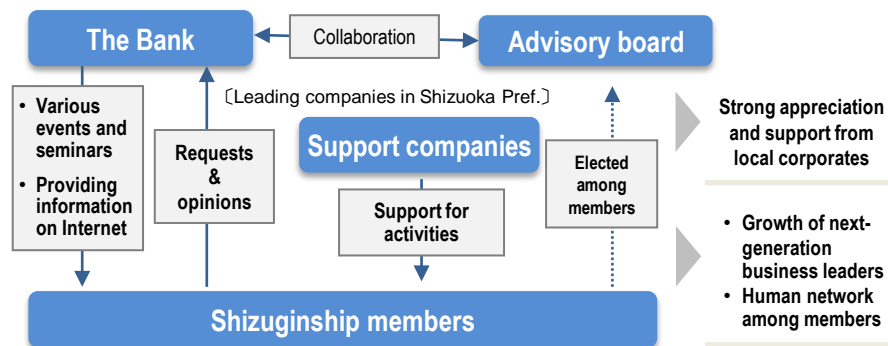 The Bank
Collaboration
Advisory board
• Various
events and
seminars
• Providing
information
on Internet
Requests
&
opinions
〔Leading companies in Shizuoka Pref.〕
Support companies
Support for
activities
Elected
among
members
Shizuginship members
Strong appreciation
and support from
local corporates
• Growth of next-
generation
business leaders
• Human network
among members